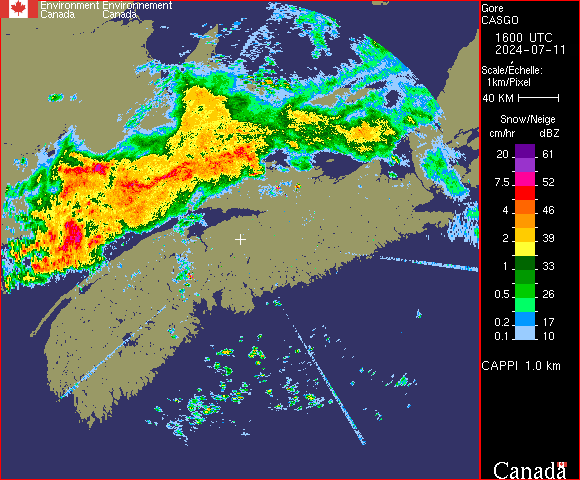 Environment Environnement
Canada Canada
Gore
CASGO
1600 UTC
2024-07-11
Scale/Échelle:
1km/Pixel
40 KM
Snow/Neige
cm/hr dBZ
20 61
7.5 52
4 46
2 39
1 33
0.5 26
0.2 17
0.1 10
CAPPI 1.0 km
Canada